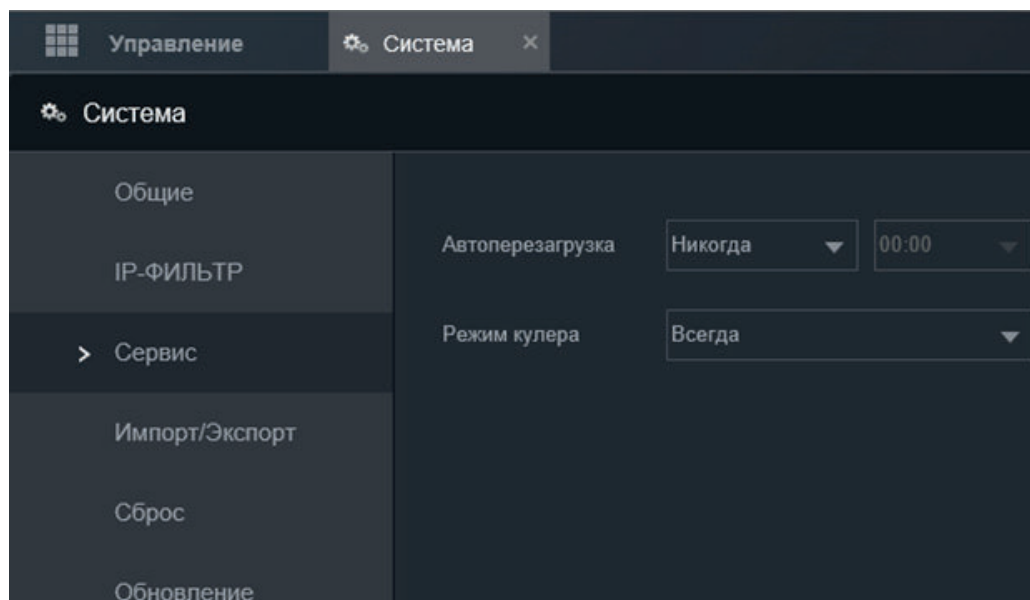 Управление
Система
Система
Общие
IP-ФИЛЬТР
Сервис
Импорт/Экспорт
Сброс
Обновление
Автоперезагрузка Никогда 00:00
Режим кулера Всегда